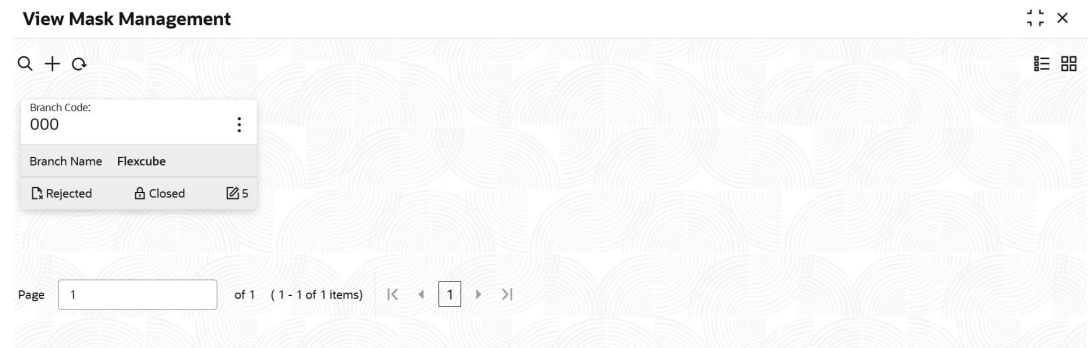 View Mask Management
Branch Code:
000
Branch Name Flexcube
Rejected Closed 5
Page 1 of 1 (1 - 1 of 1 items) 1